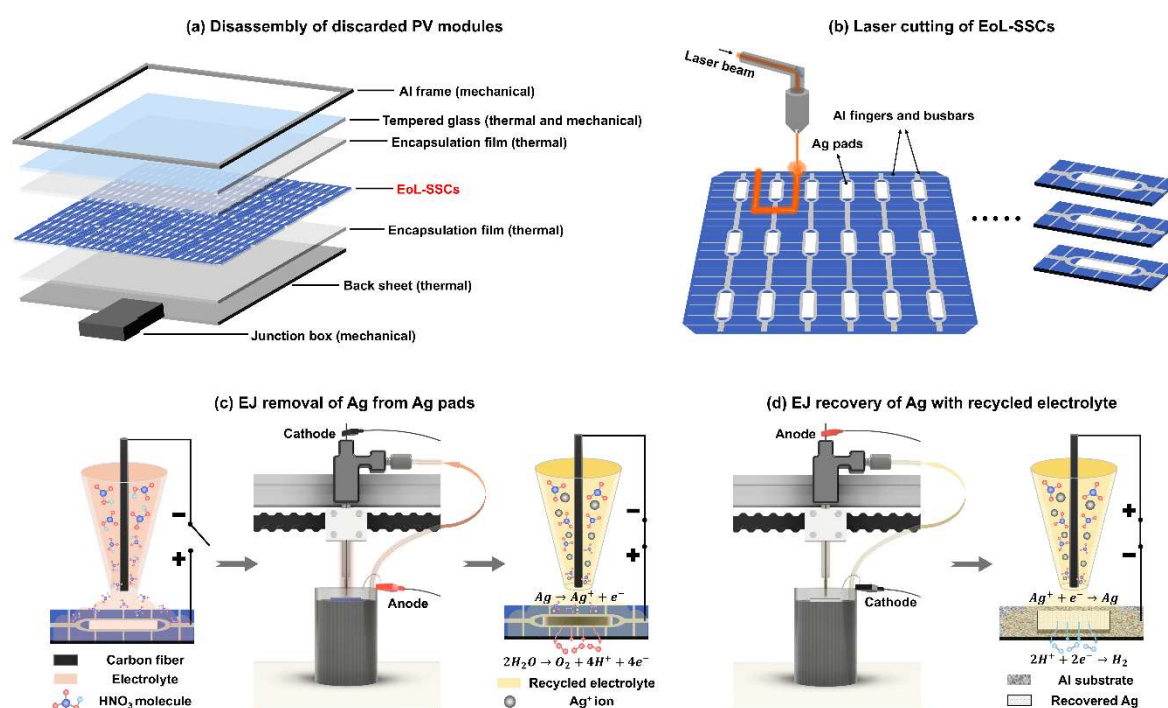 (a) Disassembly of discarded PV modules
Al frame (mechanical)
Tempered glass (thermal and mechanical)
Encapsulation film (thermal)
EoL-SSCs
Encapsulation film (thermal)
Back sheet (thermal)
Junction box (mechanical)
(b) Laser cutting of EoL-SSCs
Laser beam
Al fingers and busbars
Ag pads
(c) EJ removal of Ag from Ag pads
Cathode
Anode
−
+
−
+
Ag → Ag⁺ + e⁻
2H₂O → O₂ + 4H⁺ + 4e⁻
Carbon fiber
Electrolyte
HNO₃ molecule
Recycled electrolyte
Ag⁺ ion
(d) EJ recovery of Ag with recycled electrolyte
Anode
Cathode
+
−
Ag⁺ + e⁻ → Ag
2H⁺ + 2e⁻ → H₂
Al substrate
Recovered Ag